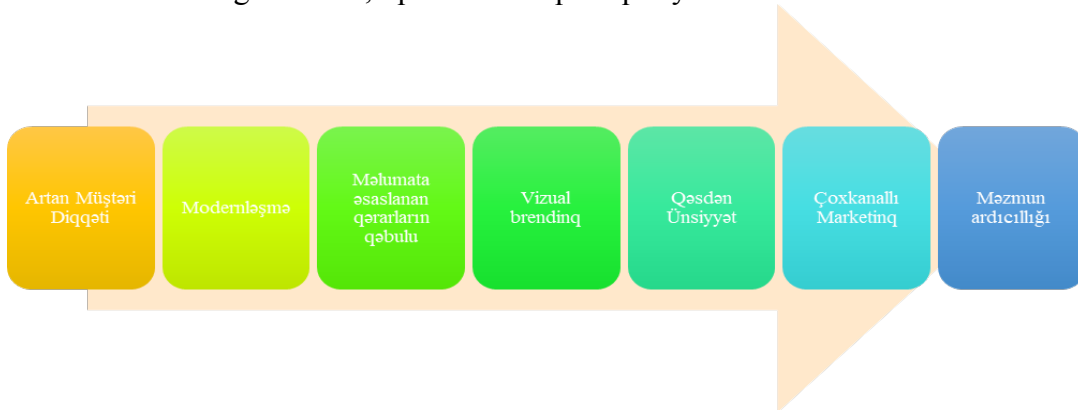 Artan Müştəri
Diqqəti
Modernləşmə
Məlumata
əsaslanan
qərarların
qəbulu
Vizual
brendinq
Qəsdən
Ünsiyyət
Çoxkanallı
Marketinq
Məzmun
ardıcıllığı